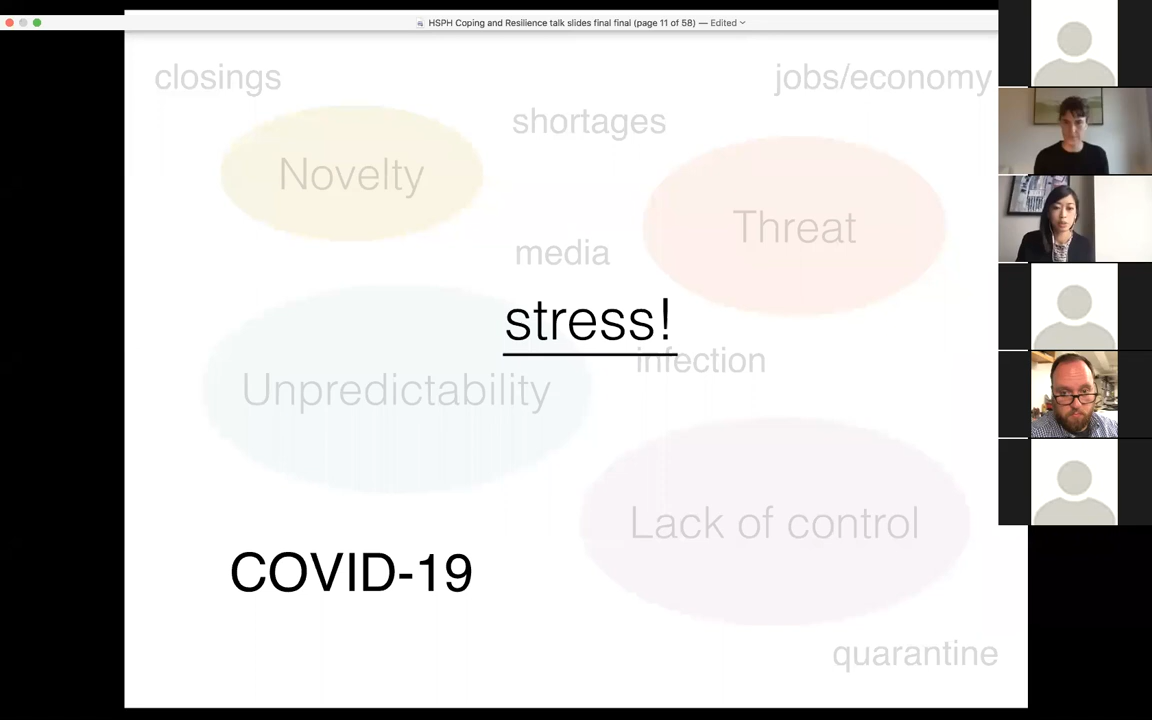 HSPH Coping and Resilience talk slides final final (page 11 of 58) — Edited
closings
jobs/economy
shortages
Novelty
Threat
media
stress!
infection
Unpredictability
Lack of control
COVID-19
quarantine